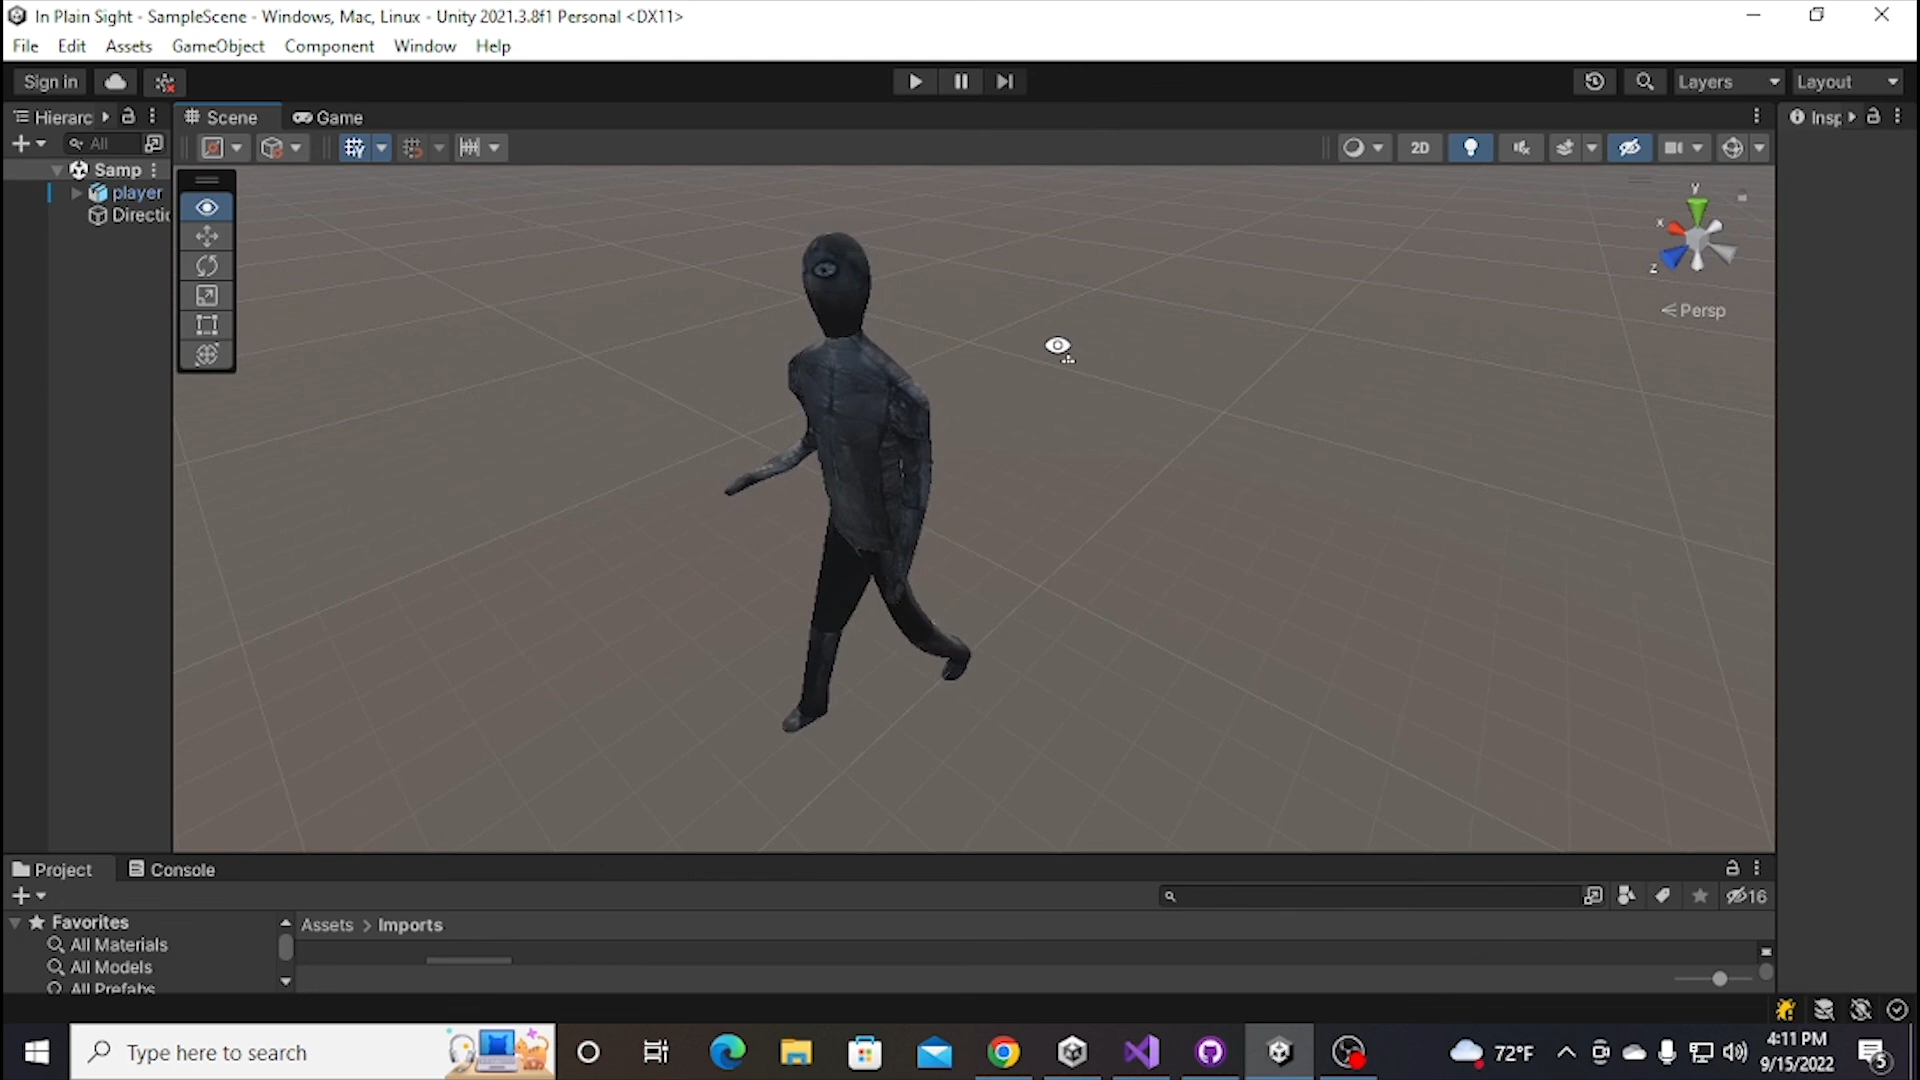 In Plain Sight - SampleScene - Windows, Mac, Linux - Unity 2021.3.8f1 Personal <DX11>
File Edit Assets GameObject Component Window Help
Sign in Layers Layout
Hierarc Scene Game Insp
All 2D
Samp
player
Directio
y
x
z
Persp
Project Console
16
Favorites Assets > Imports
All Materials
All Models
All Prefabs
Type here to search 72°F 4:11 PM
9/15/2022 5